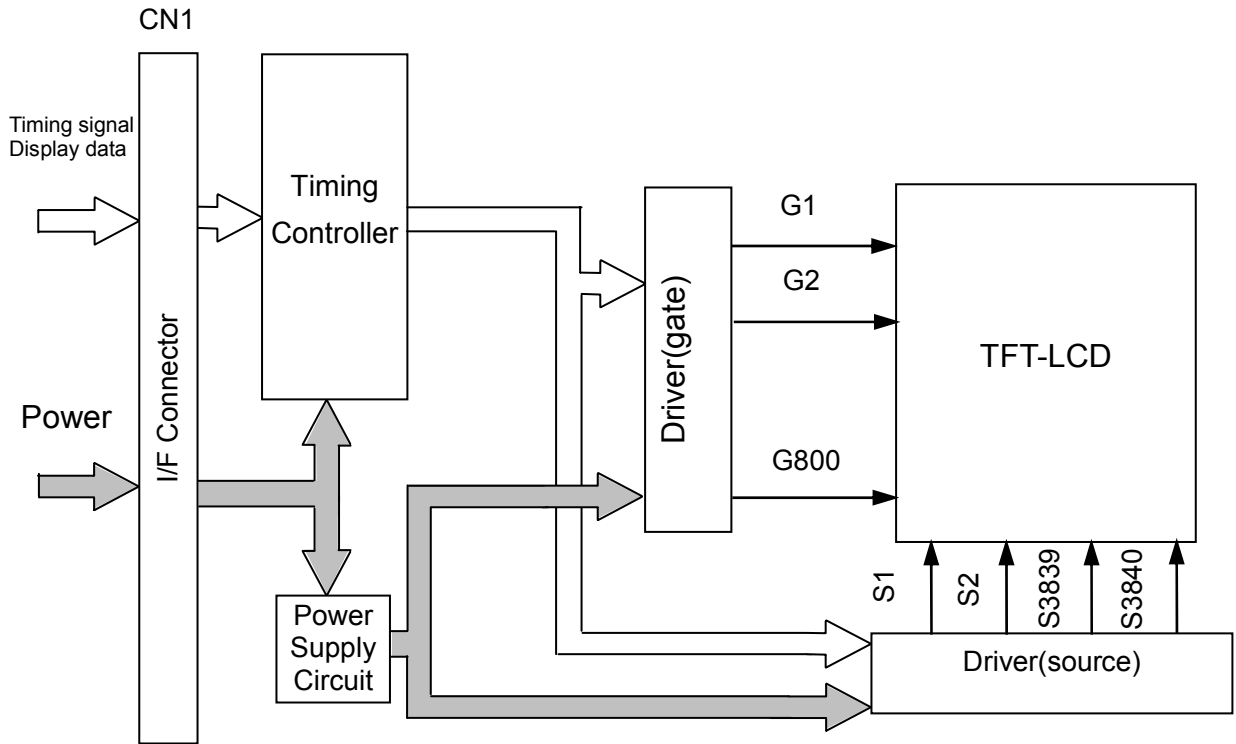 CN1
Timing signal
Display data
Power
I/F Connector
Timing
Controller
Power
Supply
Circuit
Driver(gate)
G1
G2
G800
TFT-LCD
S1
S2
S3839
S3840
Driver(source)